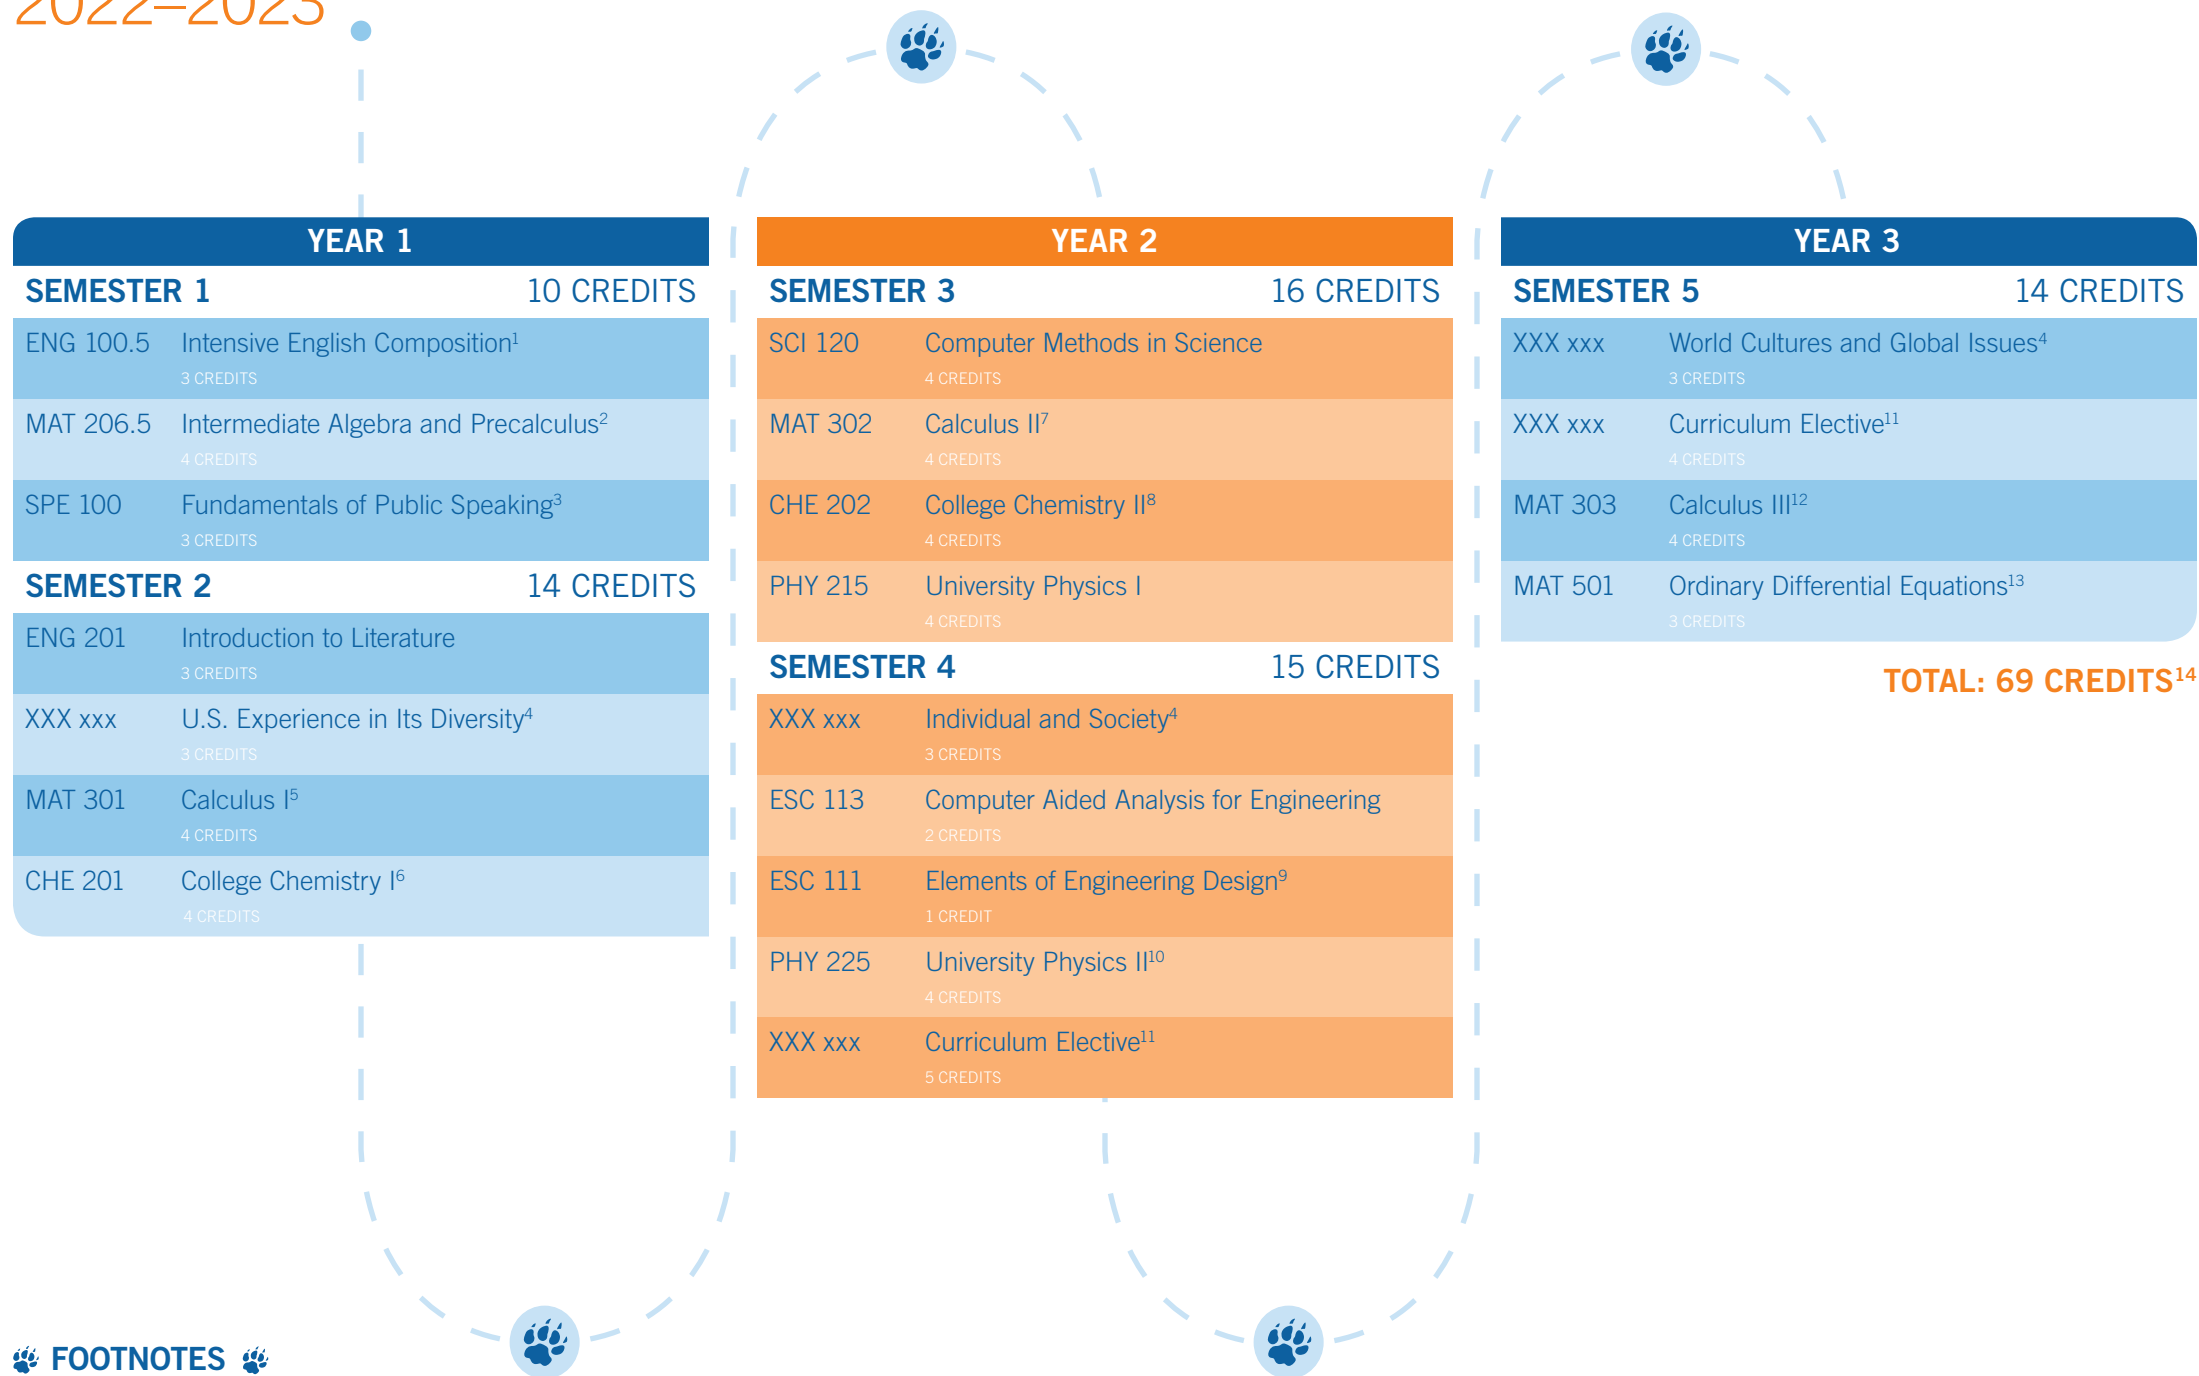 2022–2023
YEAR 1
SEMESTER 1 10 CREDITS
ENG 100.5 Intensive English Composition¹
3 CREDITS
MAT 206.5 Intermediate Algebra and Precalculus²
4 CREDITS
SPE 100 Fundamentals of Public Speaking³
3 CREDITS
SEMESTER 2 14 CREDITS
ENG 201 Introduction to Literature
3 CREDITS
XXX xxx U.S. Experience in Its Diversity⁴
3 CREDITS
MAT 301 Calculus I⁵
4 CREDITS
CHE 201 College Chemistry I⁶
4 CREDITS
YEAR 2
SEMESTER 3 16 CREDITS
SCI 120 Computer Methods in Science
4 CREDITS
MAT 302 Calculus II⁷
4 CREDITS
CHE 202 College Chemistry II⁸
4 CREDITS
PHY 215 University Physics I
4 CREDITS
SEMESTER 4 15 CREDITS
XXX xxx Individual and Society⁴
3 CREDITS
ESC 113 Computer Aided Analysis for Engineering
2 CREDITS
ESC 111 Elements of Engineering Design⁹
1 CREDIT
PHY 225 University Physics II¹⁰
4 CREDITS
XXX xxx Curriculum Elective¹¹
5 CREDITS
YEAR 3
SEMESTER 5 14 CREDITS
XXX xxx World Cultures and Global Issues⁴
3 CREDITS
XXX xxx Curriculum Elective¹¹
4 CREDITS
MAT 303 Calculus III¹²
4 CREDITS
MAT 501 Ordinary Differential Equations¹³
3 CREDITS
TOTAL: 69 CREDITS¹⁴
FOOTNOTES